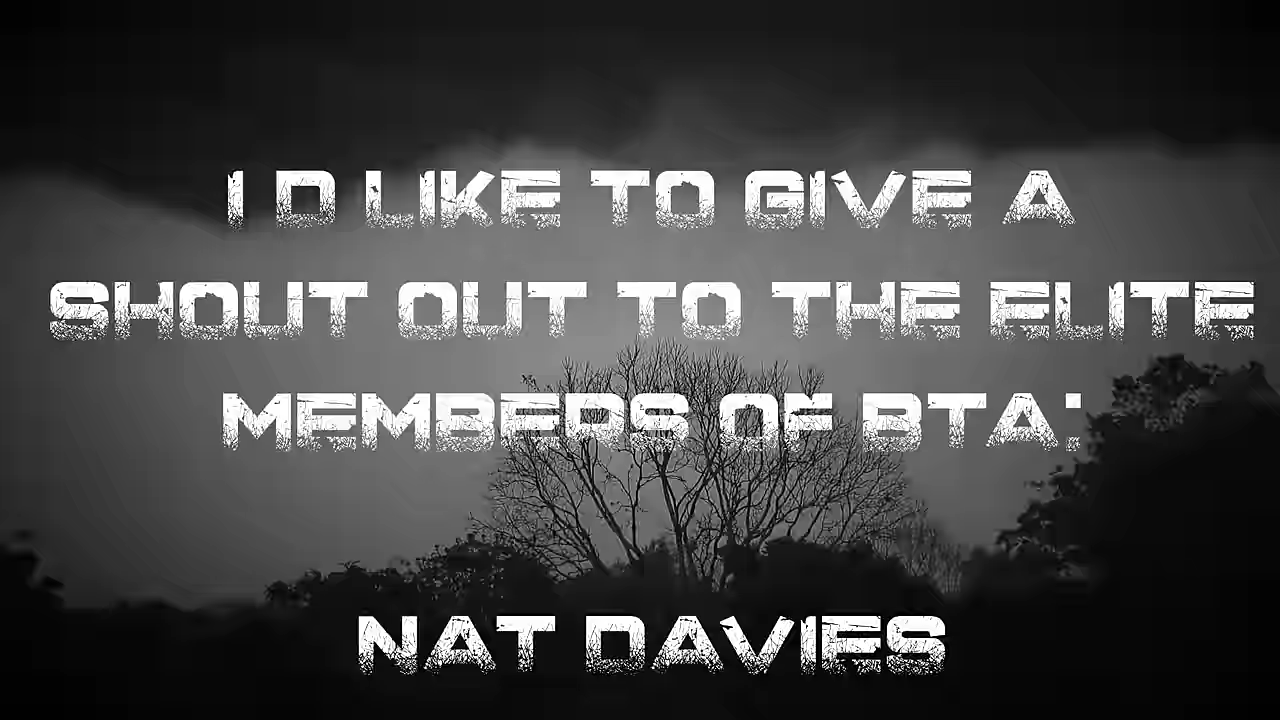 I D LIKE TO GIVE A
SHOUT OUT TO THE ELITE
MEMBERS OF BTA:
NAT DAVIES